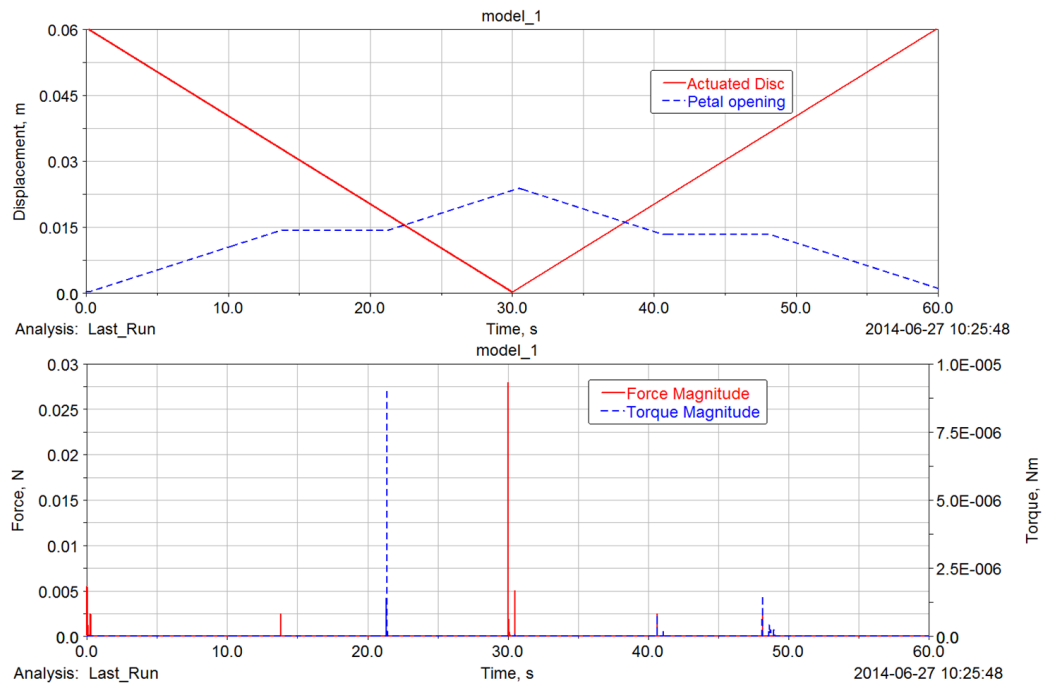 model_1
0.06
0.045
0.03
0.015
0.0
Displacement, m
Actuated Disc
Petal opening
0.0 10.0 20.0 30.0 40.0 50.0 60.0
Analysis: Last_Run Time, s 2014-06-27 10:25:48
model_1
0.03
0.025
0.02
0.015
0.01
0.005
0.0
Force, N
Force Magnitude
Torque Magnitude
1.0E-005
7.5E-006
5.0E-006
2.5E-006
0.0
Torque, Nm
0.0 10.0 20.0 30.0 40.0 50.0 60.0
Analysis: Last_Run Time, s 2014-06-27 10:25:48